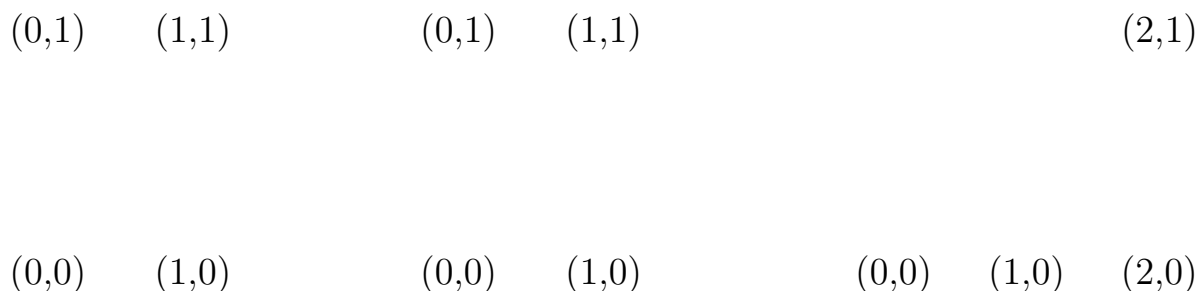 (0,1) (1,1) (0,1) (1,1) (2,1)
(0,0) (1,0) (0,0) (1,0) (0,0) (1,0) (2,0)